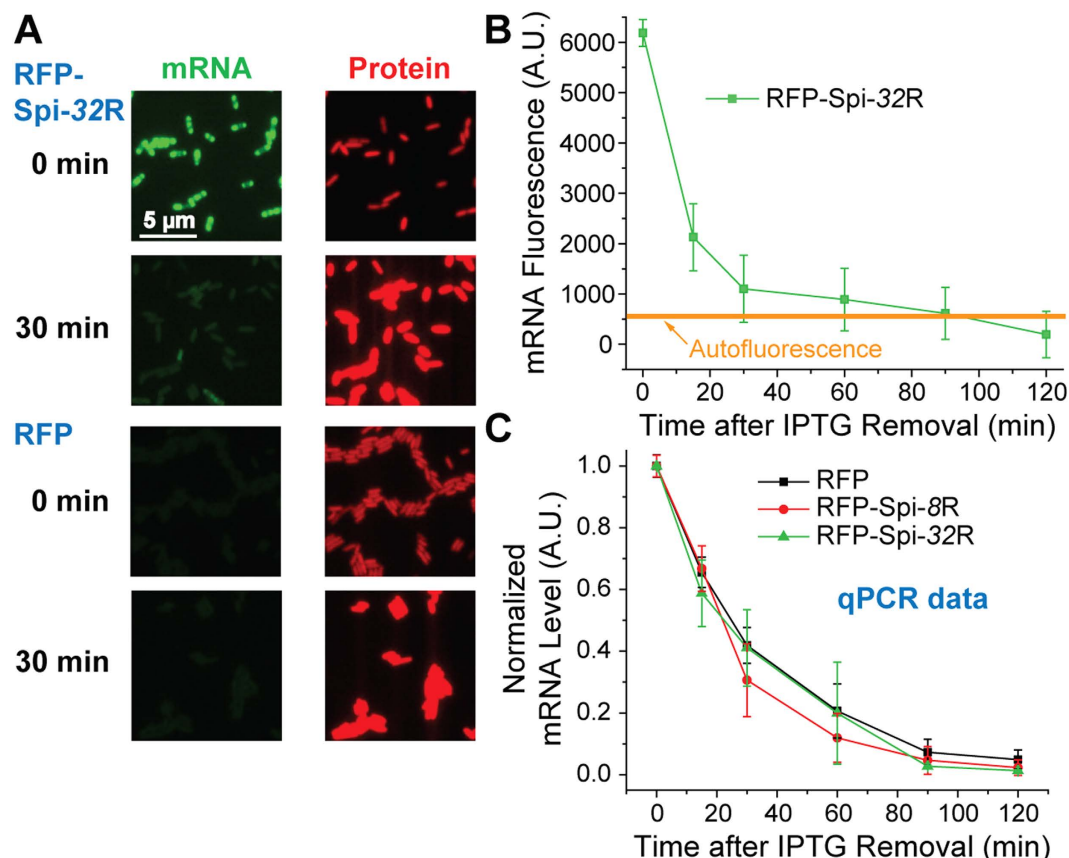 A
RFP-
Spi-32R
mRNA
Protein
0 min
5 µm
30 min
RFP
0 min
30 min
B
mRNA Fluorescence (A.U.)
6000
5000
4000
3000
2000
1000
0
RFP-Spi-32R
Autofluorescence
0 20 40 60 80 100 120
Time after IPTG Removal (min)
C
Normalized
mRNA Level (A.U.)
1.0
0.8
0.6
0.4
0.2
0.0
RFP
RFP-Spi-8R
RFP-Spi-32R
qPCR data
0 20 40 60 80 100 120
Time after IPTG Removal (min)